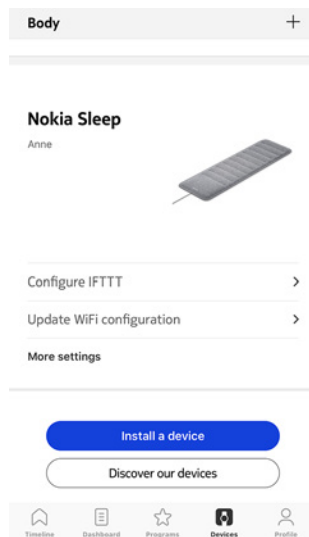 Body
Nokia Sleep
Anne
Configure IFTTT
Update WiFi configuration
More settings
Install a device
Discover our devices
Timeline Dashboard Programs Devices Profile